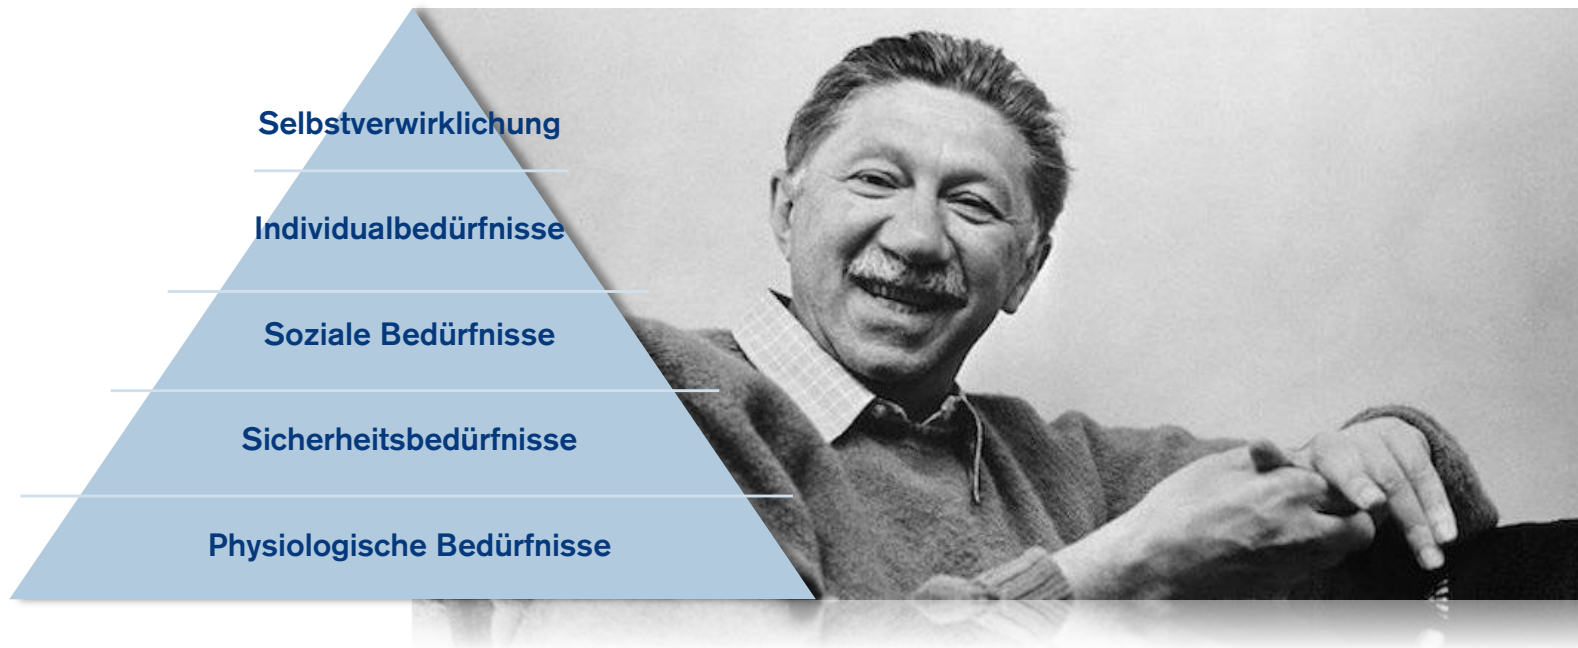 Selbstverwirklichung
Individualbedürfnisse
Soziale Bedürfnisse
Sicherheitsbedürfnisse
Physiologische Bedürfnisse